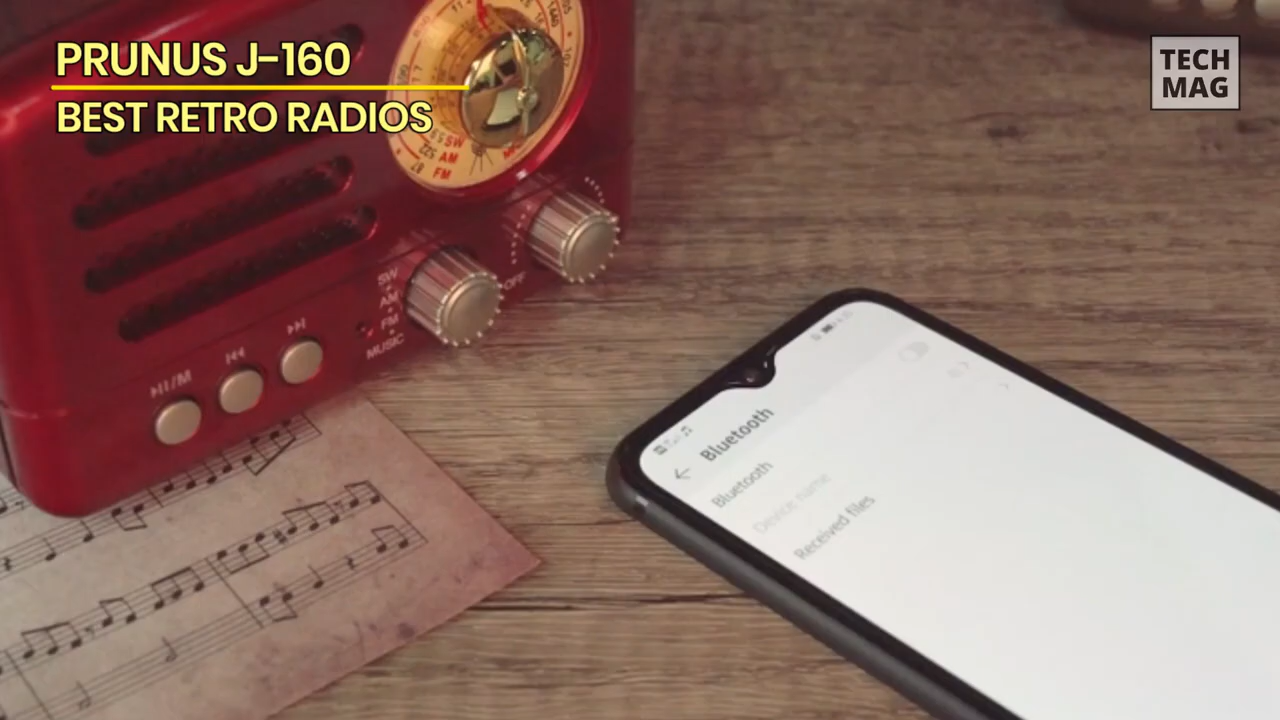 PRUNUS J-160
BEST RETRO RADIOS
TECH
MAG
SW
AM
FM
SW
AM
FM
MUSIC
OFF
▶II/M
Bluetooth
Bluetooth
Device name
Received files